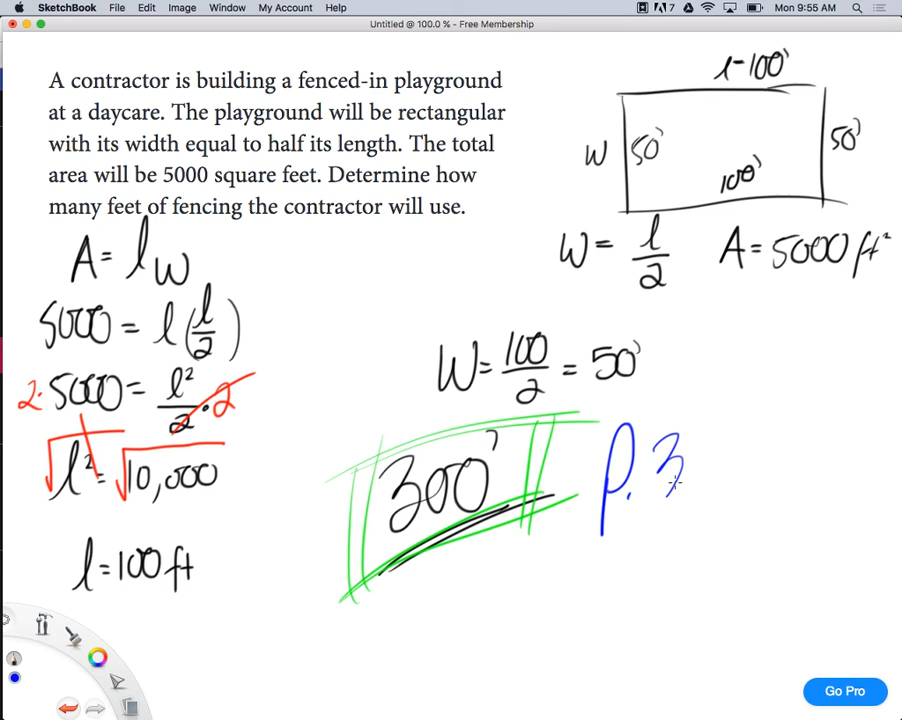 SketchBook File Edit Image Window My Account Help
7 Mon 9:55 AM
Untitled @ 100.0 % - Free Membership
A contractor is building a fenced-in playground
at a daycare. The playground will be rectangular
with its width equal to half its length. The total
area will be 5000 square feet. Determine how
many feet of fencing the contractor will use.
l-100'
W 50' 50'
100'
W = l/2 A = 5000 ft²
A = lw
5000 = l(l/2)
2·5000 = l²/2 ·2
√l² = √10,000
l = 100 ft
W = 100/2 = 50'
300'
p. 3
Go Pro